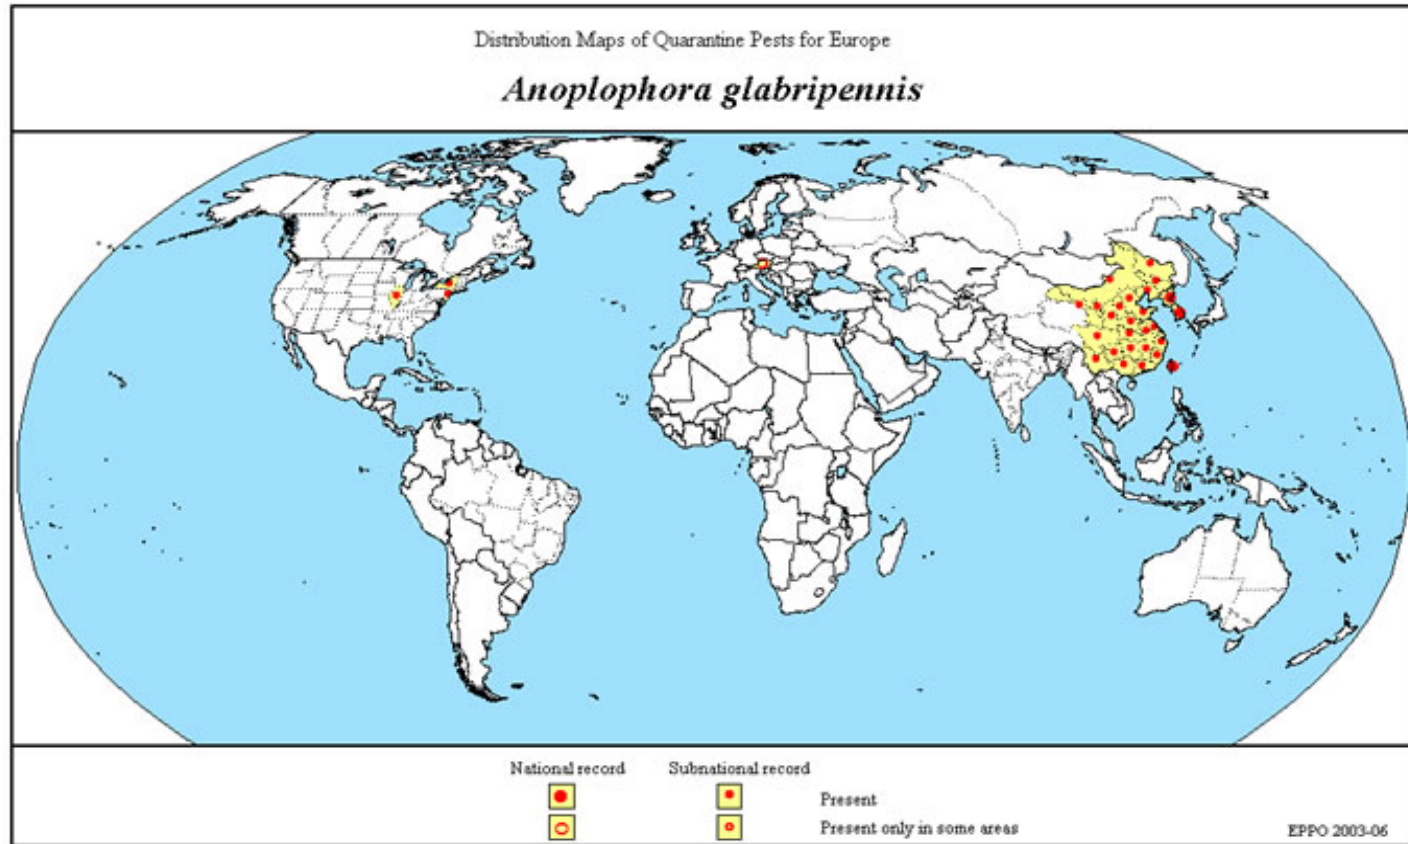 Distribution Maps of Quarantine Pests for Europe
Anoplophora glabripennis
National record Subnational record
Present
Present only in some areas
EPPO 2003-06